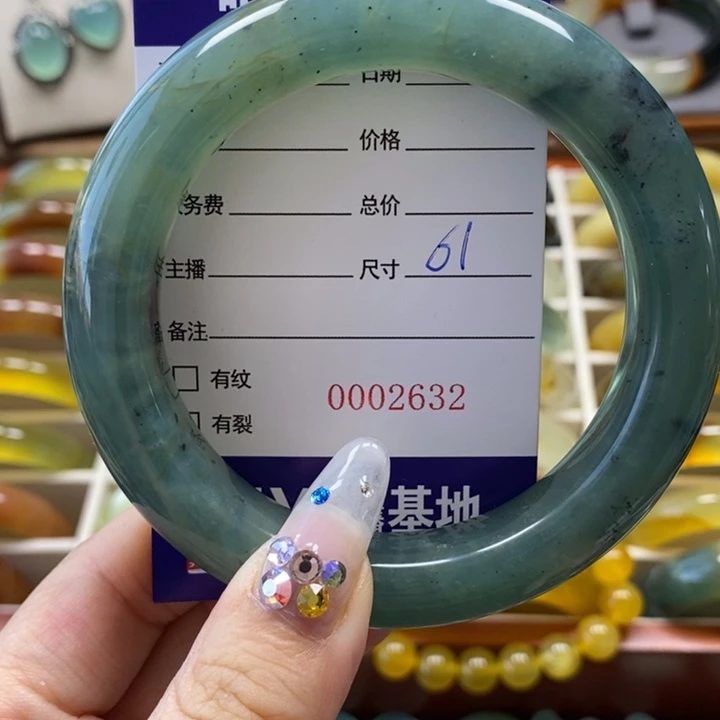 日期
价格
务费 总价
主播 尺寸 61
备注
有纹
0002632
有裂
基地